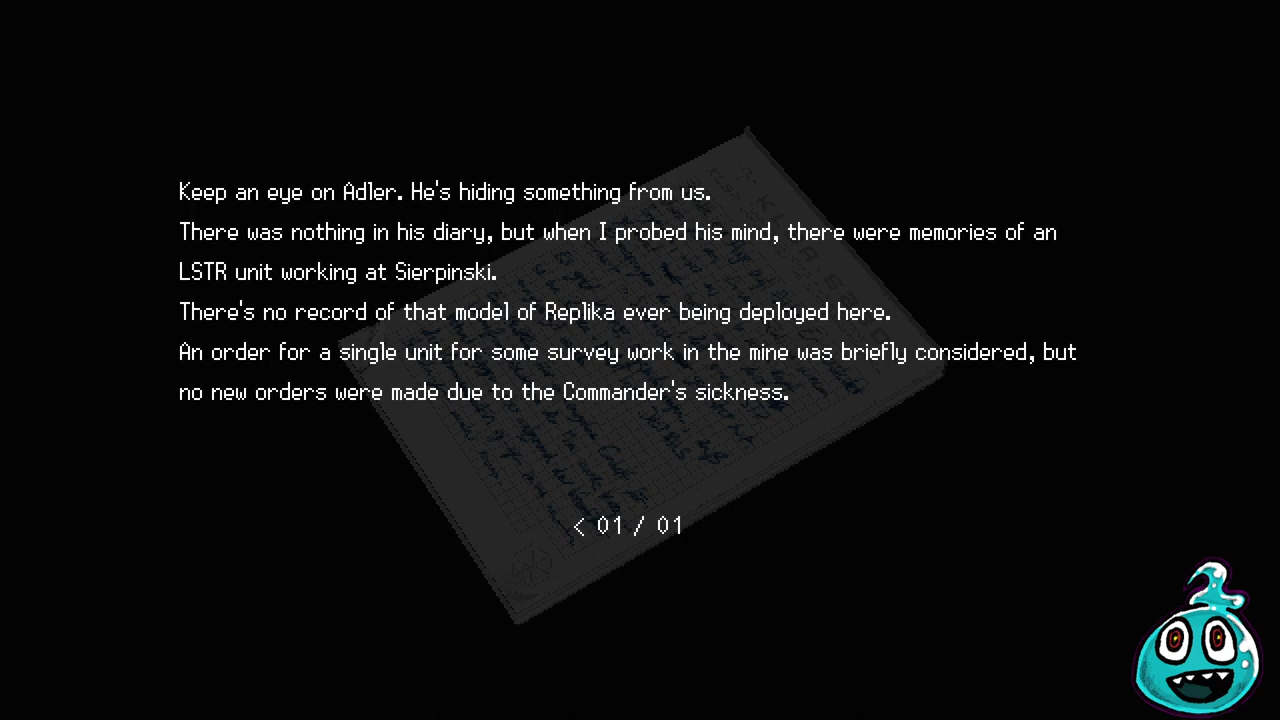 Keep an eye on Adler. He's hiding something from us.
There was nothing in his diary, but when I probed his mind, there were memories of an
LSTR unit working at Sierpinski.
There's no record of that model of Replika ever being deployed here.
An order for a single unit for some survey work in the mine was briefly considered, but
no new orders were made due to the Commander's sickness.
< 01 / 01